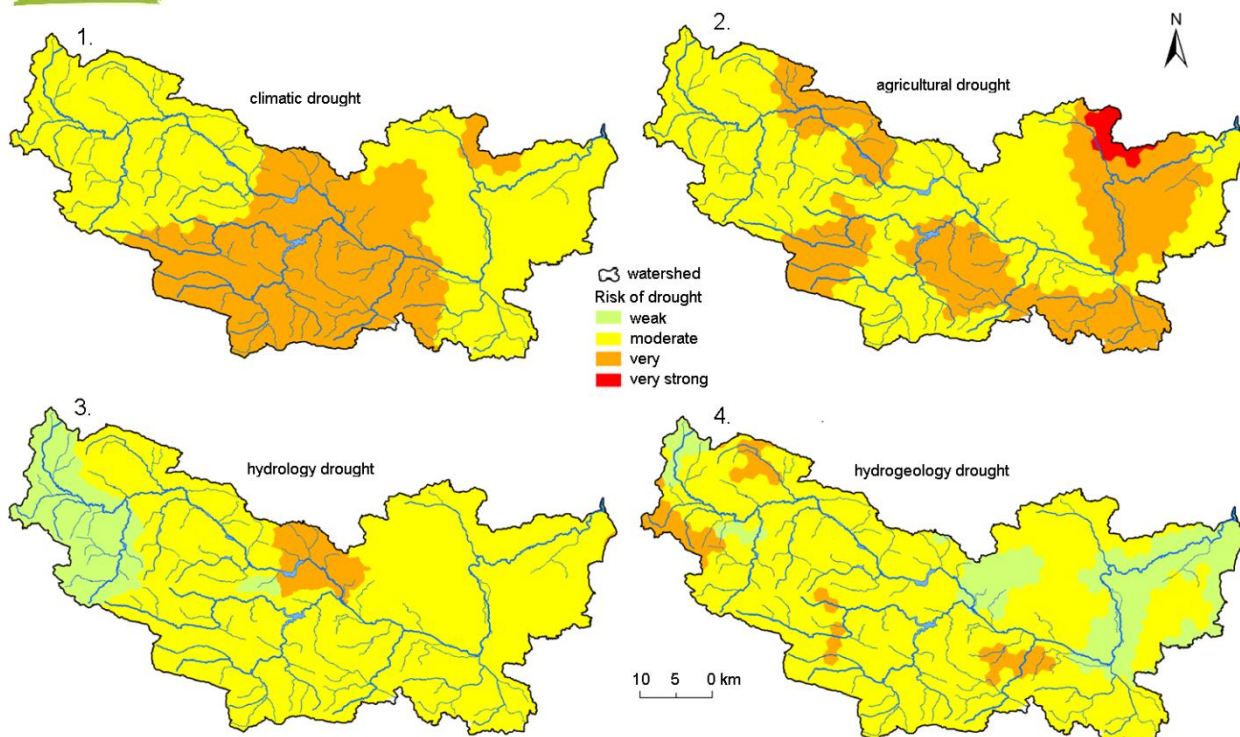 1.
climatic drought
2.
agricultural drought
N
watershed
Risk of drought
weak
moderate
very
very strong
3.
hydrology drought
4.
hydrogeology drought
10 5 0 km